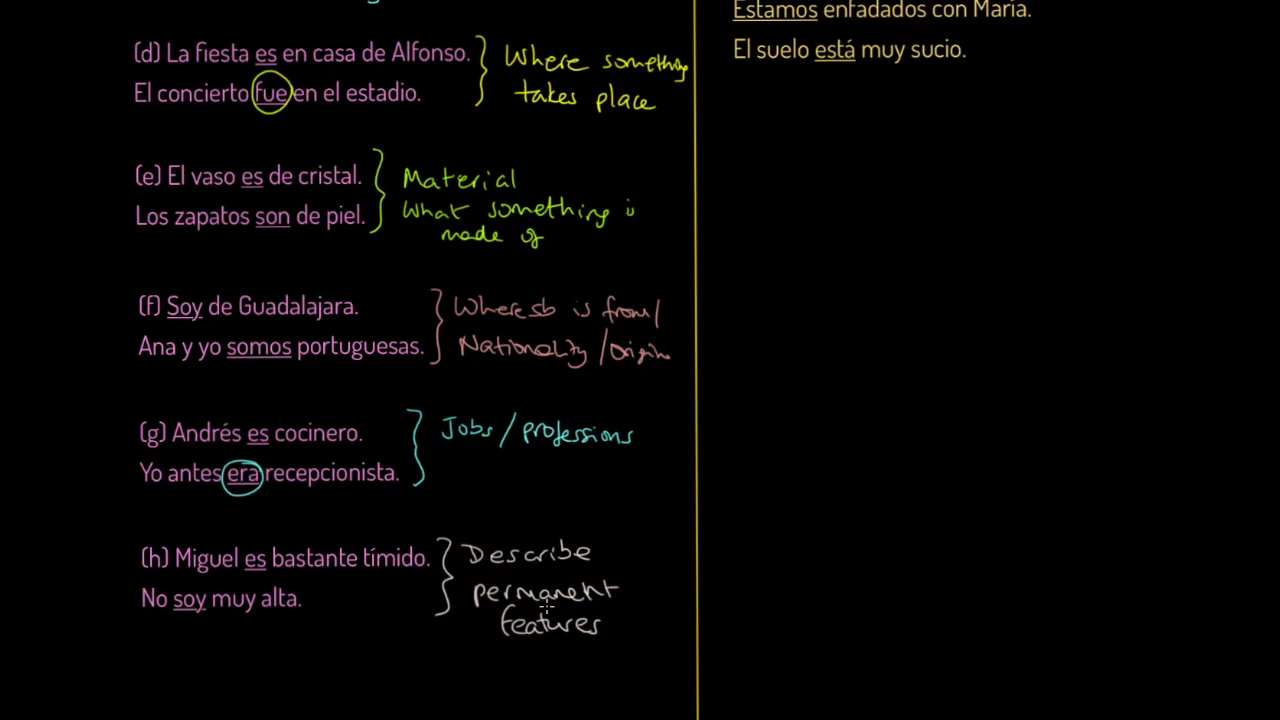 (d) La fiesta es en casa de Alfonso.
El concierto fue en el estadio.
Where something
takes place
(e) El vaso es de cristal.
Los zapatos son de piel.
Material
What something is
made of
(f) Soy de Guadalajara.
Ana y yo somos portuguesas.
Where sb is from/
Nationality/Origin
(g) Andrés es cocinero.
Yo antes era recepcionista.
Jobs/professions
(h) Miguel es bastante tímido.
No soy muy alta.
Describe
permanent
features
Estamos enfadados con María.
El suelo está muy sucio.